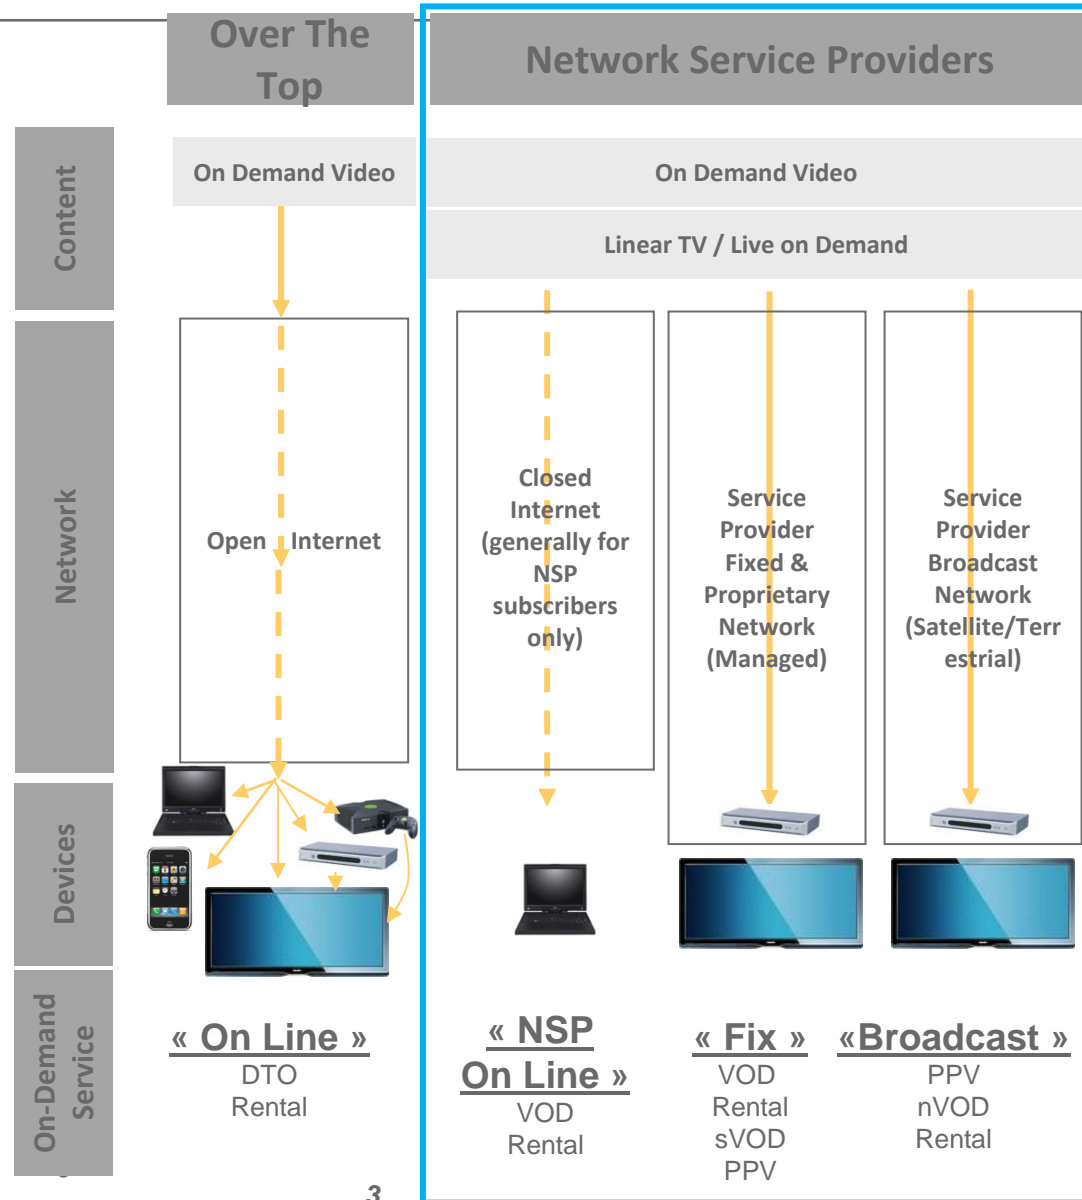 Over The
Top
Network Service Providers
Content
On Demand Video
On Demand Video
Linear TV / Live on Demand
Network
Open Internet
Closed
Internet
(generally for
NSP
subscribers
only)
Service
Provider
Fixed &
Proprietary
Network
(Managed)
Service
Provider
Broadcast
Network
(Satellite/Terr
estrial)
Devices
On-Demand
Service
« On Line »
DTO
Rental
« NSP
On Line »
VOD
Rental
« Fix »
VOD
Rental
sVOD
PPV
«Broadcast »
PPV
nVOD
Rental
3